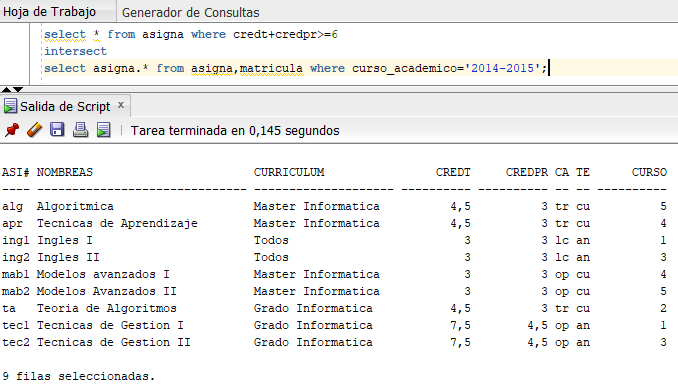 Hoja de Trabajo Generador de Consultas
select * from asigna where credt+credpr>=6
intersect
select asigna.* from asigna,matricula where curso_academico='2014-2015';
Salida de Script x
Tarea terminada en 0,145 segundos
ASI# NOMBREAS CURRICULUM CREDT CREDPR CA TE CURSO
---- ------------------------------ -------------------- ---------- ---------- -- -- ----------
alg Algoritmica Master Informatica 4,5 3 tr cu 5
apr Tecnicas de Aprendizaje Master Informatica 4,5 3 tr cu 4
ing1 Ingles I Todos 3 3 lc an 1
ing2 Ingles II Todos 3 3 lc an 3
mab1 Modelos avanzados I Master Informatica 3 3 op cu 4
mab2 Modelos Avanzados II Master Informatica 3 3 op cu 5
ta Teoria de Algoritmos Grado Informatica 4,5 3 tr cu 2
tec1 Tecnicas de Gestion I Grado Informatica 7,5 4,5 op an 1
tec2 Tecnicas de Gestion II Grado Informatica 7,5 4,5 op an 3
9 filas seleccionadas.